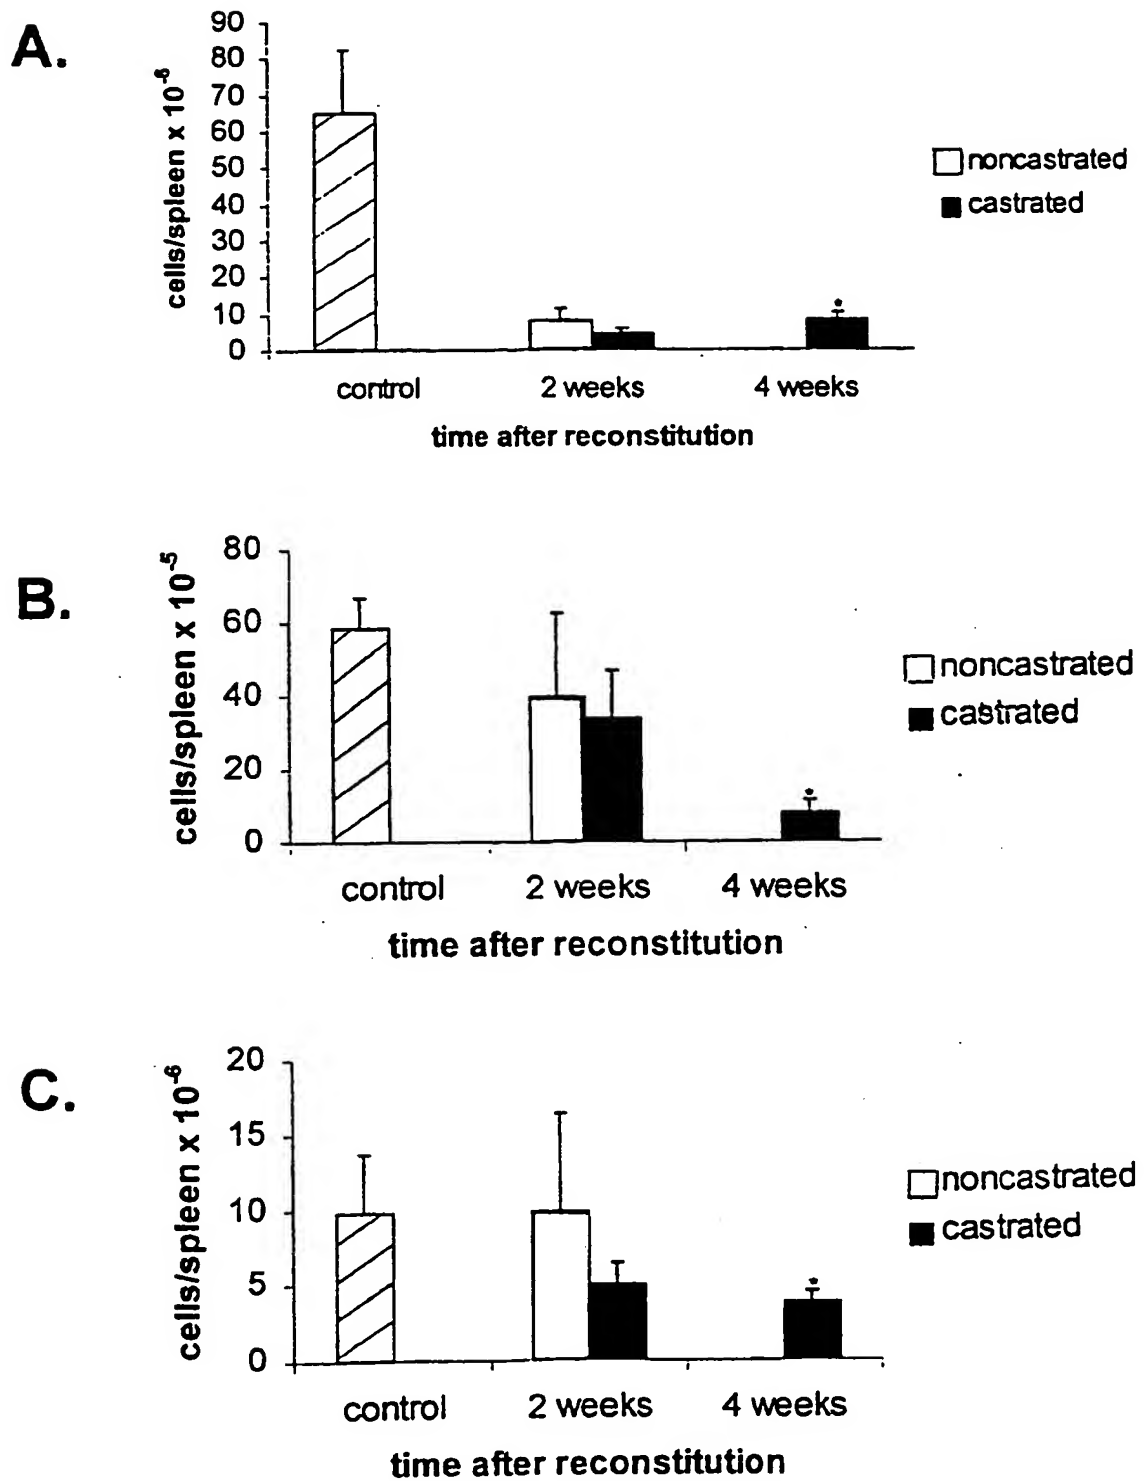 A.
cells/spleen x 10⁻⁶
90
80
70
60
50
40
30
20
10
0
*
control
2 weeks
4 weeks
time after reconstitution
noncastrated
castrated
B.
cells/spleen x 10⁻⁵
80
60
40
20
0
*
control
2 weeks
4 weeks
time after reconstitution
noncastrated
castrated
C.
cells/spleen x 10⁻⁶
20
15
10
5
0
*
control
2 weeks
4 weeks
time after reconstitution
noncastrated
castrated